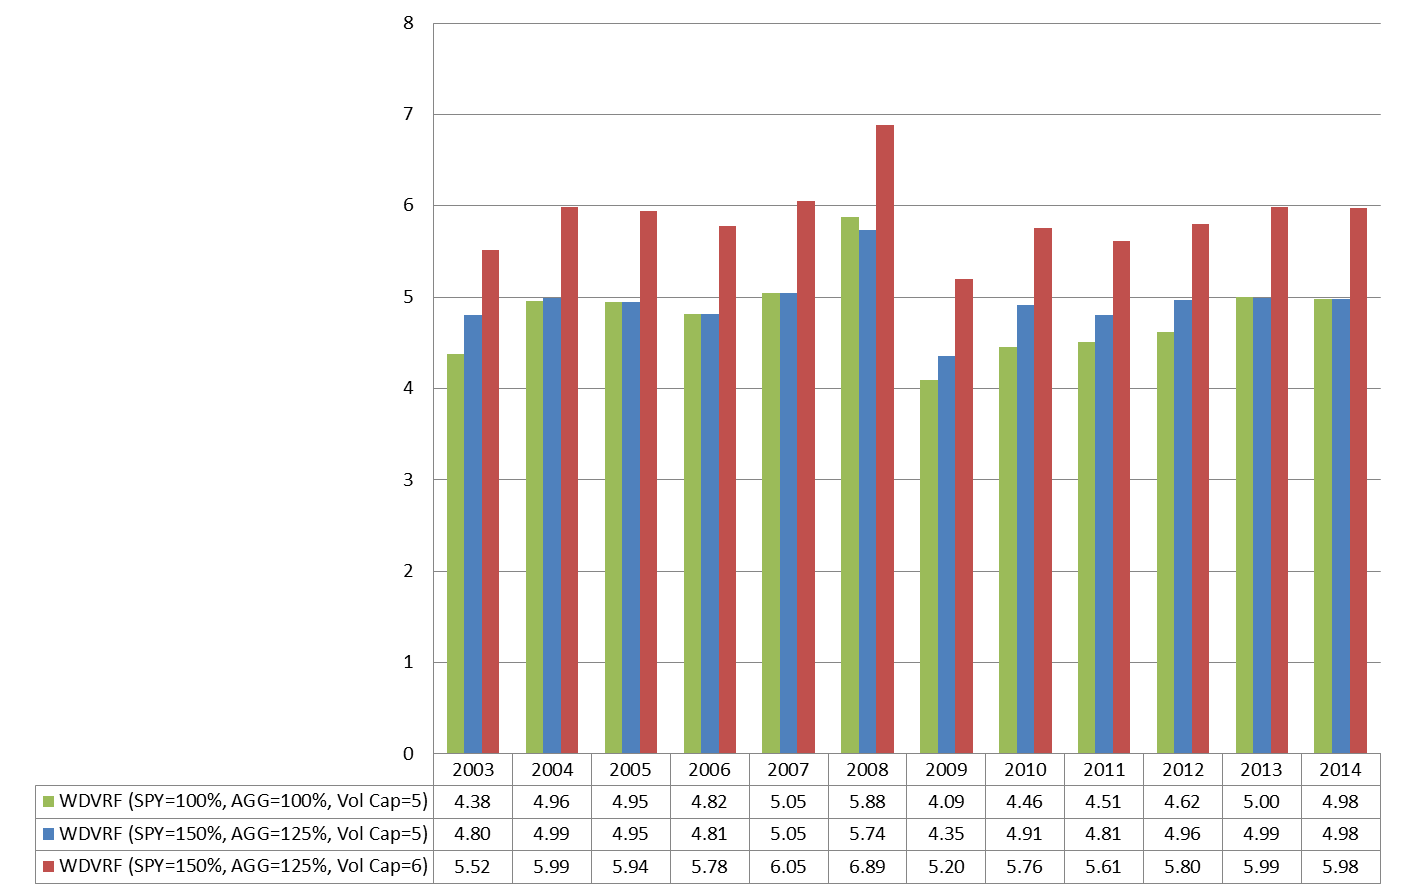 8
7
6
5
4
3
2
1
0
2003 2004 2005 2006 2007 2008 2009 2010 2011 2012 2013 2014
WDVRF (SPY=100%, AGG=100%, Vol Cap=5) 4.38 4.96 4.95 4.82 5.05 5.88 4.09 4.46 4.51 4.62 5.00 4.98
WDVRF (SPY=150%, AGG=125%, Vol Cap=5) 4.80 4.99 4.95 4.81 5.05 5.74 4.35 4.91 4.81 4.96 4.99 4.98
WDVRF (SPY=150%, AGG=125%, Vol Cap=6) 5.52 5.99 5.94 5.78 6.05 6.89 5.20 5.76 5.61 5.80 5.99 5.98